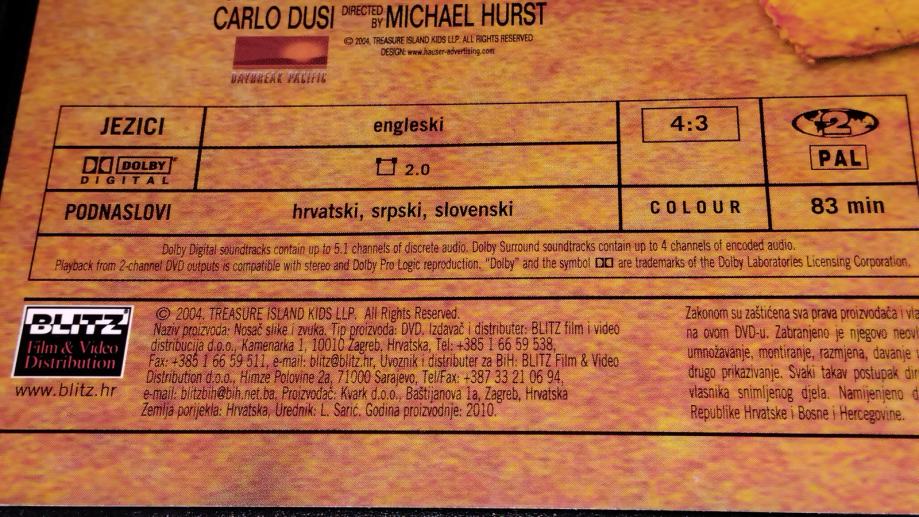 CARLO DUSI DIRECTED BY MICHAEL HURST
© 2004, TREASURE ISLAND KIDS LLP. ALL RIGHTS RESERVED
DESIGN: www.hauser-advertising.com
DAYBREAK PACIFIC
JEZICI engleski 4:3 2
DOLBY DIGITAL 2.0 PAL
PODNASLOVI hrvatski, srpski, slovenski COLOUR 83 min
Dolby Digital soundtracks contain up to 5.1 channels of discrete audio. Dolby Surround soundtracks contain up to 4 channels of encoded audio.
Playback from 2-channel DVD outputs is compatible with stereo and Dolby Pro Logic reproduction. "Dolby" and the symbol are trademarks of the Dolby Laboratories Licensing Corporation.
BLITZ
Film & Video
Distribution
www.blitz.hr
© 2004. TREASURE ISLAND KIDS LLP. All Rights Reserved.
Naziv proizvoda: Nosač slike i zvuka, Tip proizvoda: DVD, Izdavač i distributer: BLITZ film i video
distribucija d.o.o., Kamenarka 1, 10010 Zagreb, Hrvatska, Tel: +385 1 66 59 538,
Fax: +385 1 66 59 511, e-mail: blitz@blitz.hr, Uvoznik i distributer za BiH: BLITZ Film & Video
Distribution d.o.o., Himze Polovine 2a, 71000 Sarajevo, Tel/Fax: +387 33 21 06 94,
e-mail: blitzbih@bih.net.ba, Proizvođač: Kvark d.o.o., Baštijanova 1a, Zagreb, Hrvatska
Zemlja porijekla: Hrvatska, Urednik: L. Sarić. Godina proizvodnje: 2010.
Zakonom su zaštićena sva prava proizvođača i vla
na ovom DVD-u. Zabranjeno je njegovo neov
umnožavanje, montiranje, razmjena, davanje
drugo prikazivanje. Svaki takav postupak dir
vlasnika snimljenog djela. Namijenjeno d
Republike Hrvatske i Bosne i Hercegovine.